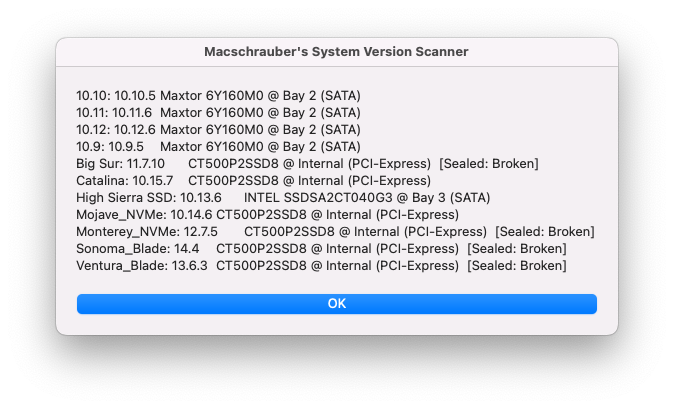 Macschrauber's System Version Scanner
10.10: 10.10.5 Maxtor 6Y160M0 @ Bay 2 (SATA)
10.11: 10.11.6 Maxtor 6Y160M0 @ Bay 2 (SATA)
10.12: 10.12.6 Maxtor 6Y160M0 @ Bay 2 (SATA)
10.9: 10.9.5 Maxtor 6Y160M0 @ Bay 2 (SATA)
Big Sur: 11.7.10 CT500P2SSD8 @ Internal (PCI-Express) [Sealed: Broken]
Catalina: 10.15.7 CT500P2SSD8 @ Internal (PCI-Express)
High Sierra SSD: 10.13.6 INTEL SSDSA2CT040G3 @ Bay 3 (SATA)
Mojave_NVMe: 10.14.6 CT500P2SSD8 @ Internal (PCI-Express)
Monterey_NVMe: 12.7.5 CT500P2SSD8 @ Internal (PCI-Express) [Sealed: Broken]
Sonoma_Blade: 14.4 CT500P2SSD8 @ Internal (PCI-Express) [Sealed: Broken]
Ventura_Blade: 13.6.3 CT500P2SSD8 @ Internal (PCI-Express) [Sealed: Broken]
OK